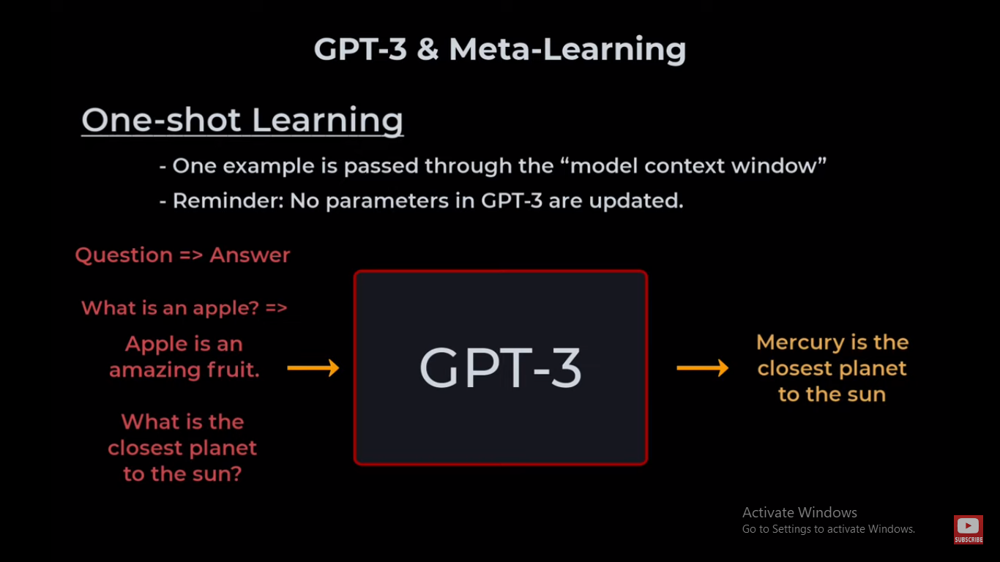 GPT-3 & Meta-Learning
One-shot Learning
- One example is passed through the “model context window”
- Reminder: No parameters in GPT-3 are updated.
Question => Answer
What is an apple? =>
Apple is an
amazing fruit.
What is the
closest planet
to the sun?
GPT-3
Mercury is the
closest planet
to the sun
Activate Windows
Go to Settings to activate Windows.
SUBSCRIBE